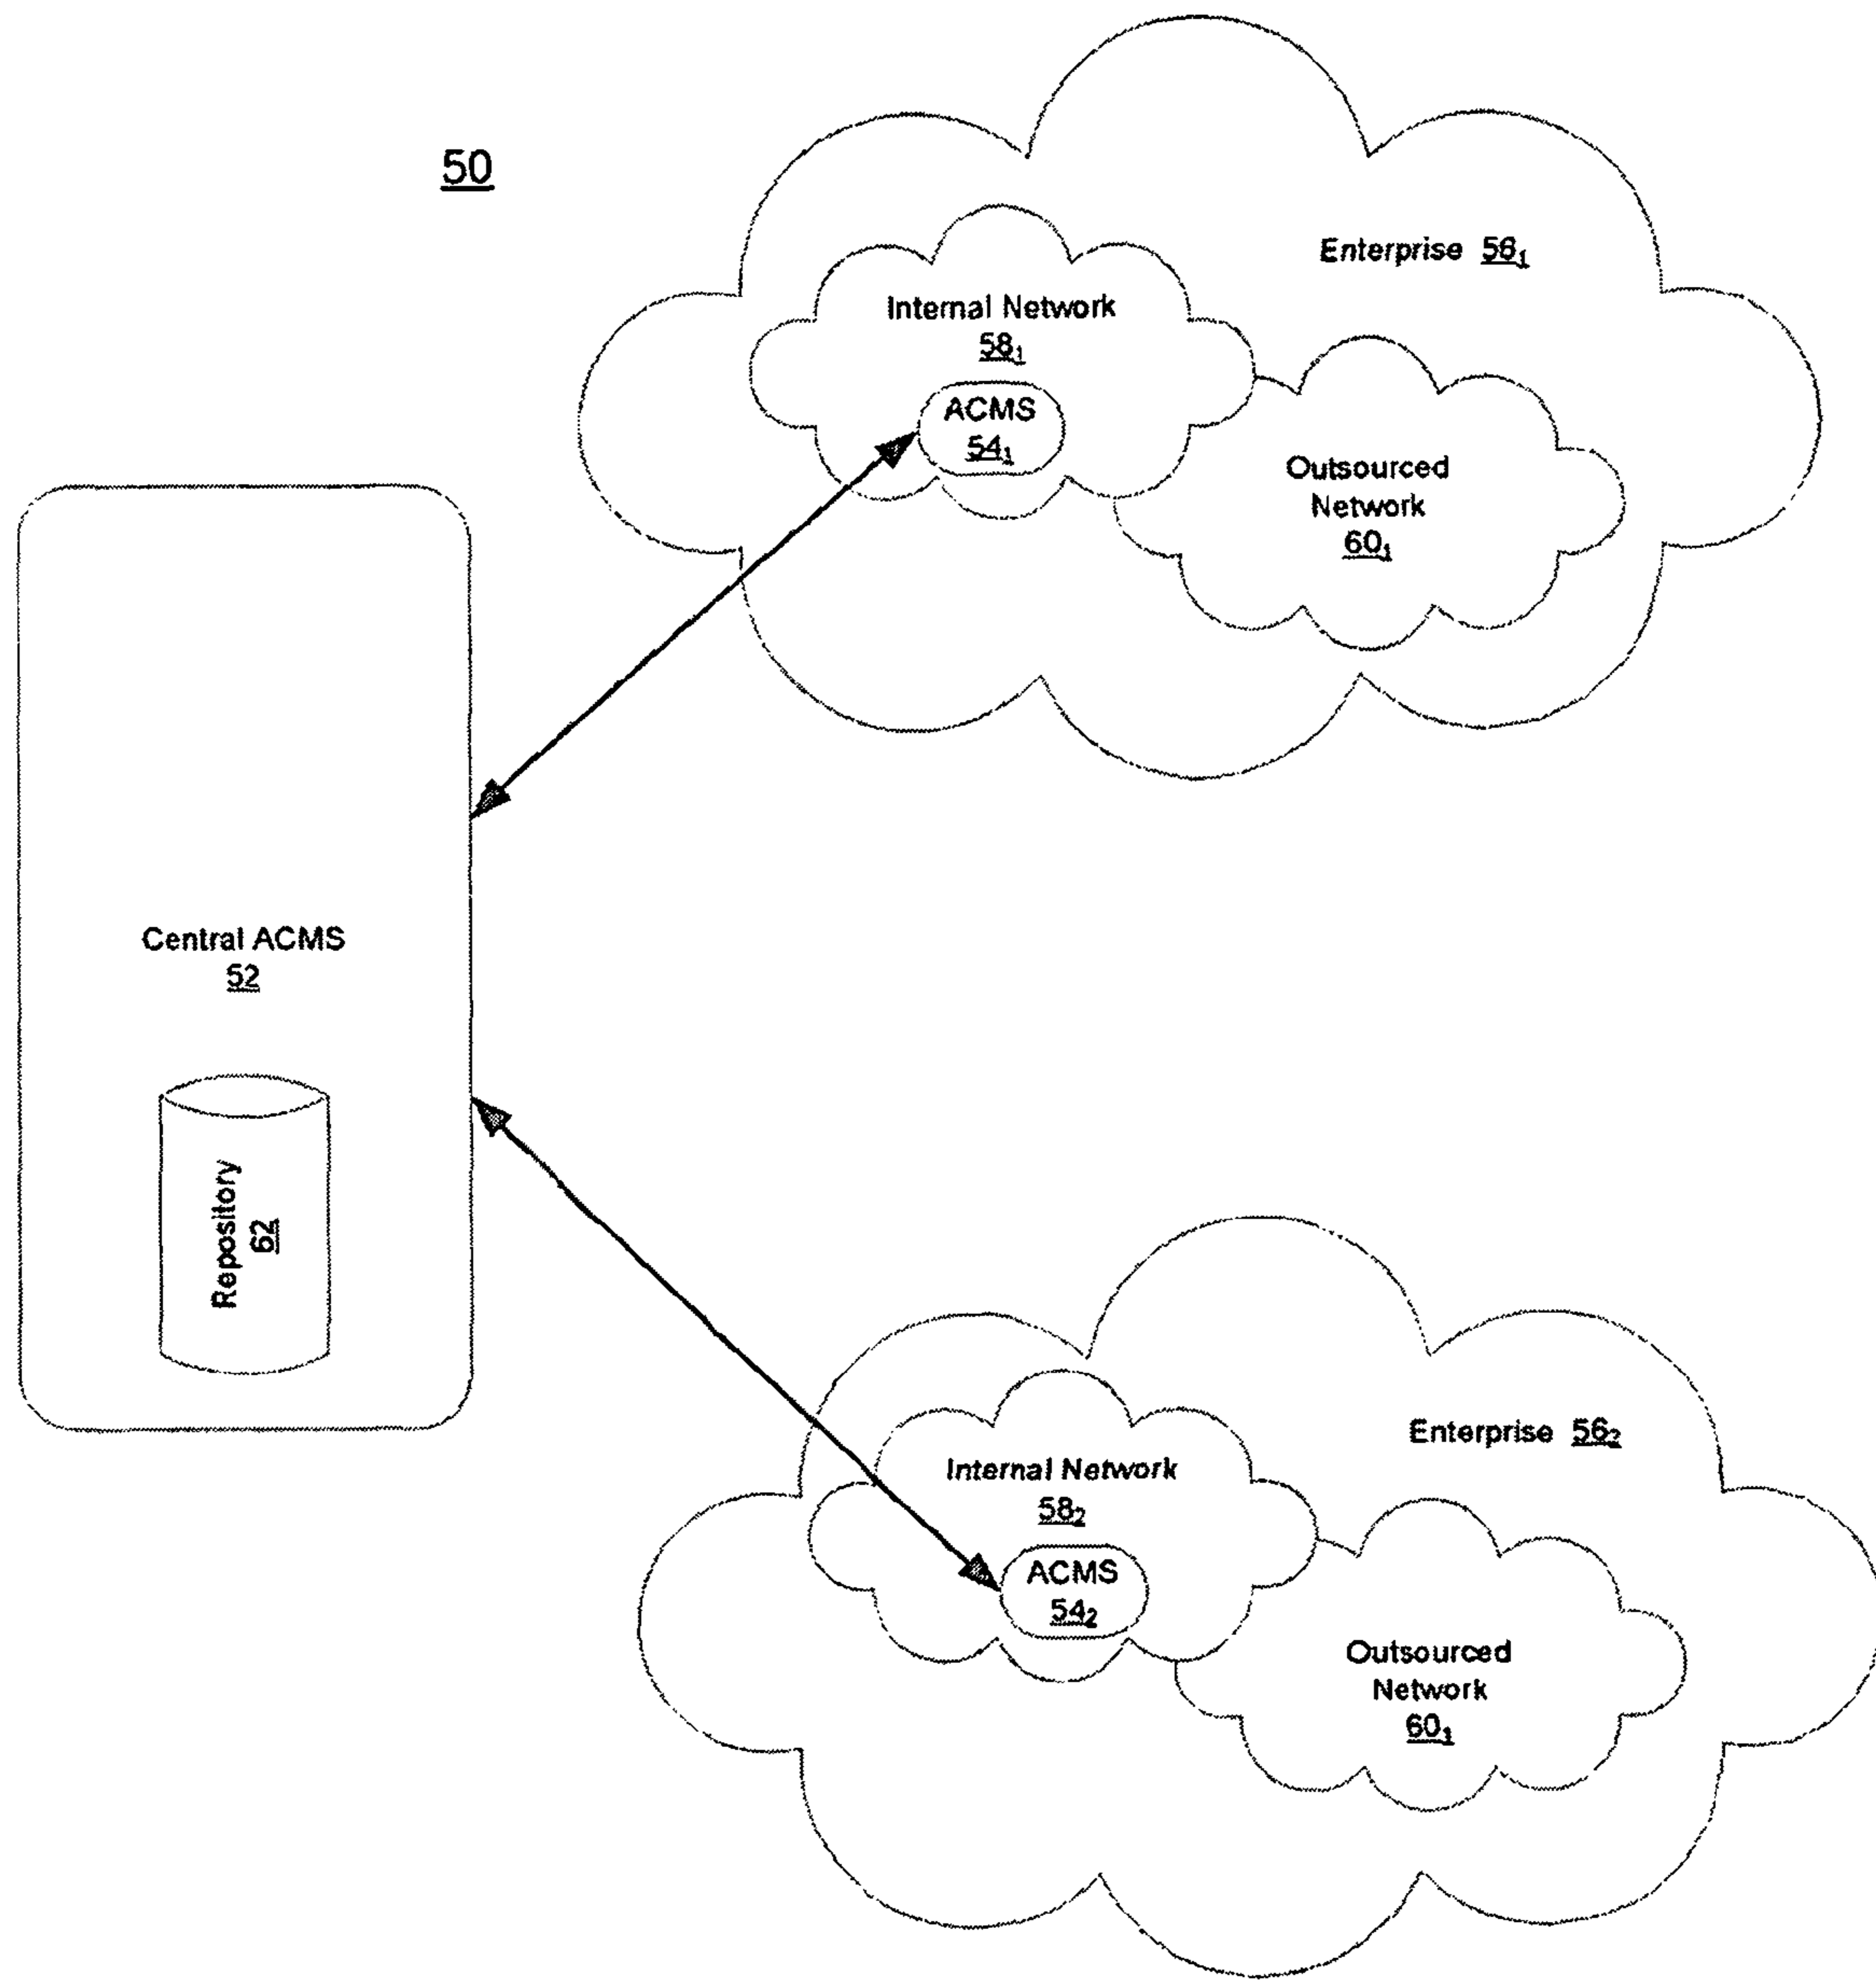 50
Enterprise 56₁
Internal Network
58₁
ACMS
54₁
Outsourced
Network
60₁
Central ACMS
52
Repository
62
Enterprise 56₂
Internal Network
58₂
ACMS
54₂
Outsourced
Network
60₁